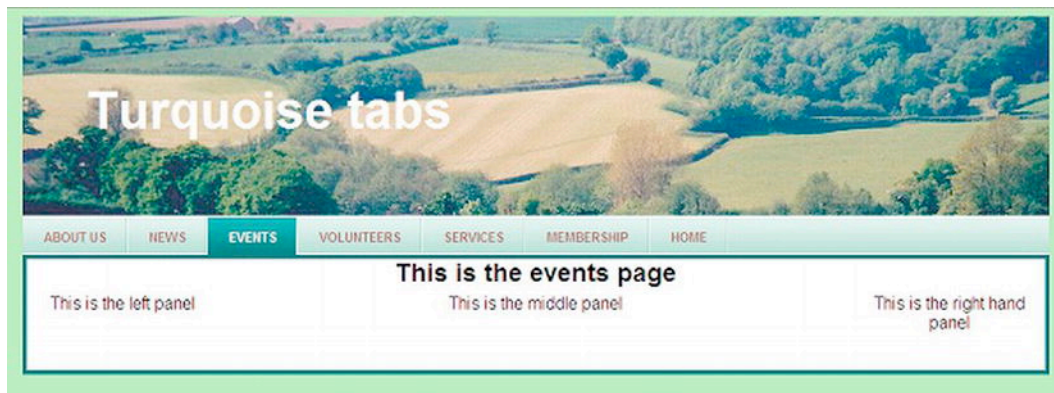 Turquoise tabs
ABOUT US NEWS EVENTS VOLUNTEERS SERVICES MEMBERSHIP HOME
This is the events page
This is the left panel
This is the middle panel
This is the right hand
panel